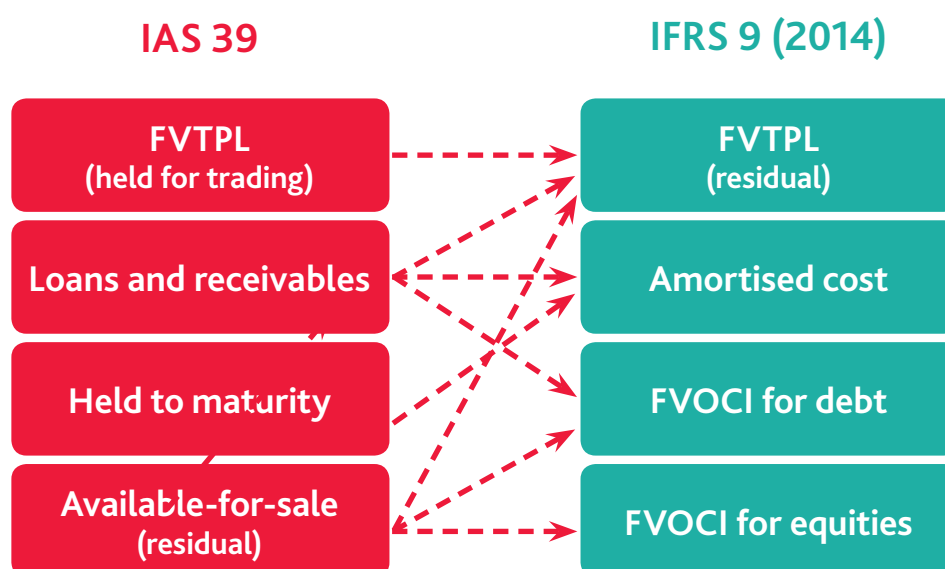 IAS 39
IFRS 9 (2014)
FVTPL
(held for trading)
FVTPL
(residual)
Loans and receivables
Amortised cost
Held to maturity
FVOCI for debt
Available-for-sale
(residual)
FVOCI for equities